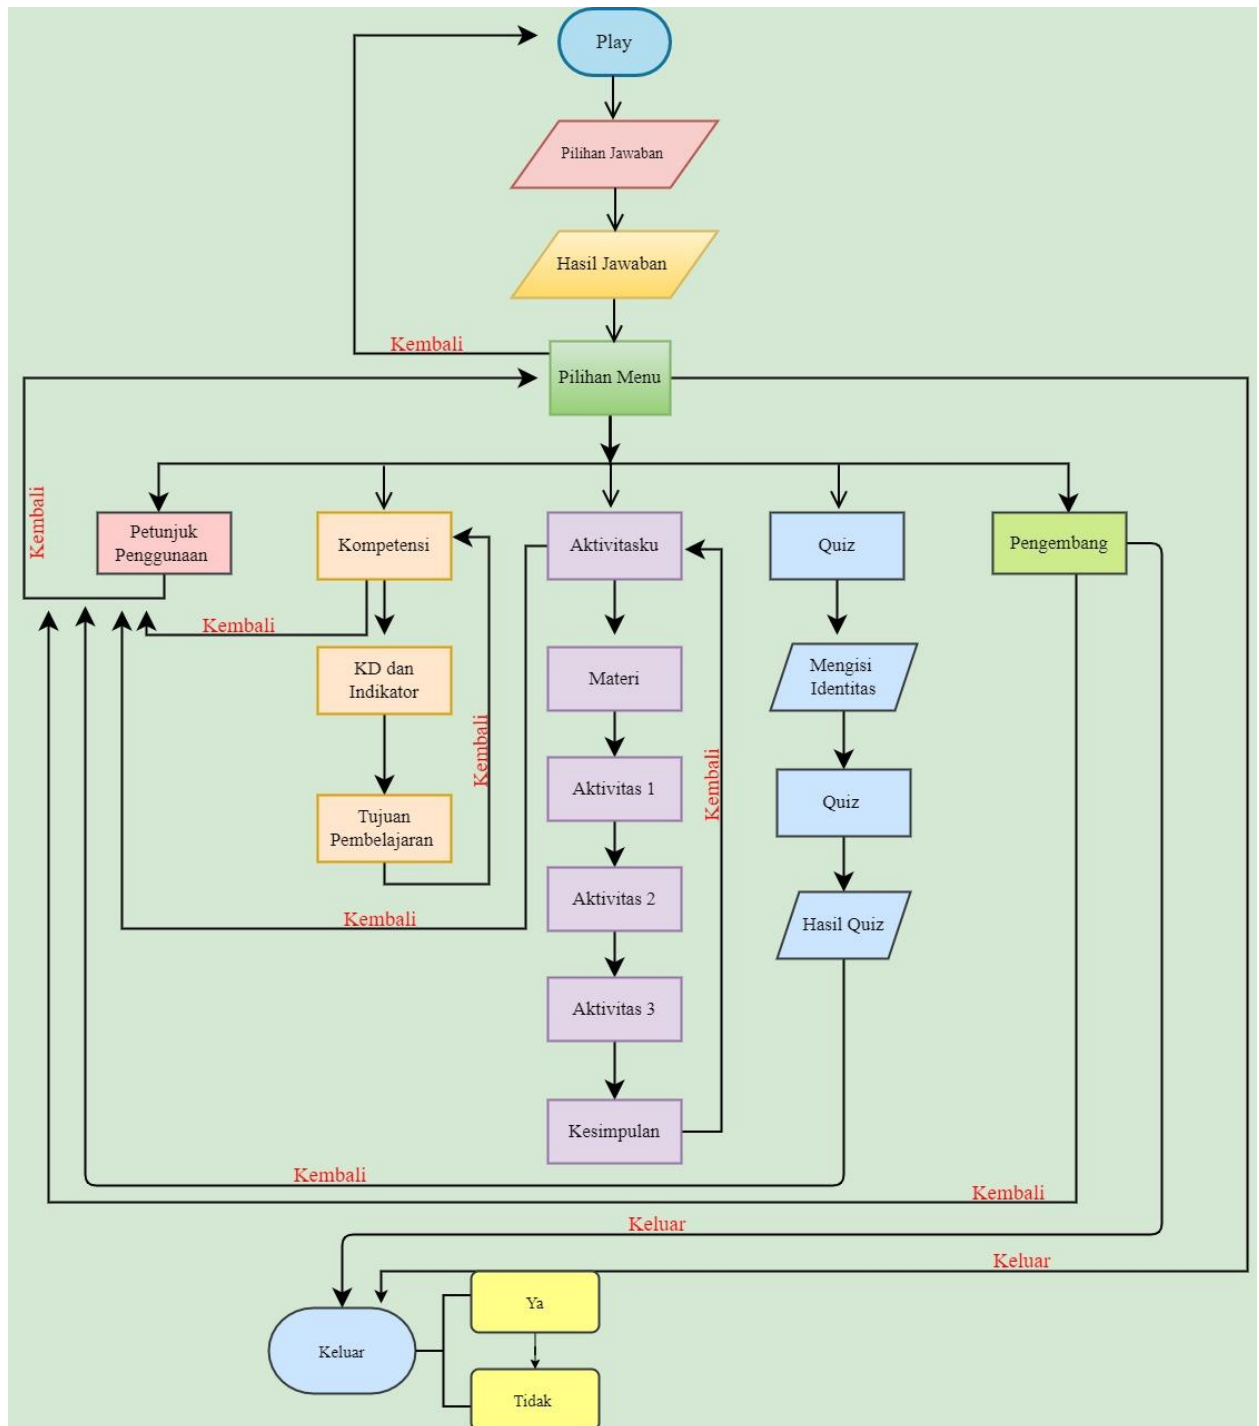 Play
Pilihan Jawaban
Hasil Jawaban
Kembali
Pilihan Menu
Kembali
Petunjuk
Penggunaan
Kompetensi
Aktivitasku
Quiz
Pengembang
Kembali
KD dan
Indikator
Materi
Mengisi
Identitas
Kembali
Kembali
Aktivitas 1
Quiz
Tujuan
Pembelajaran
Aktivitas 2
Hasil Quiz
Kembali
Aktivitas 3
Kesimpulan
Kembali
Kembali
Keluar
Keluar
Ya
Keluar
Tidak